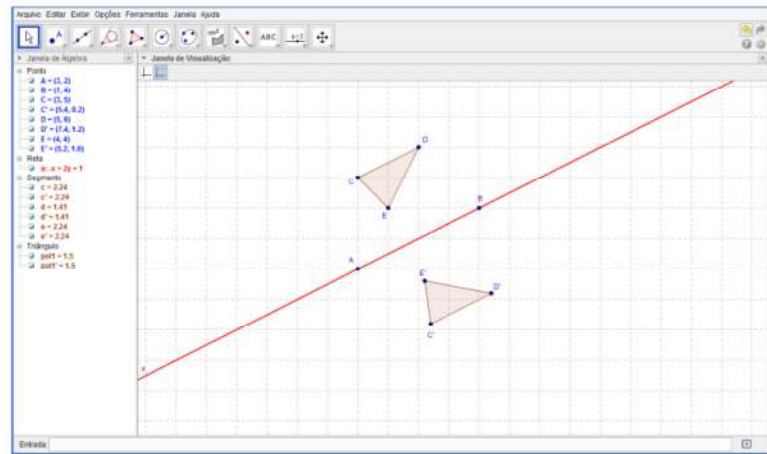 Arquivo Editar Exibir Opções Ferramentas Janela Ajuda
A
ABC
a=2
Janela de Álgebra
Janela de Visualização
Ponto
A = (3, 2)
B = (7, 4)
C = (3, 5)
C' = (5.4, 0.2)
D = (5, 6)
D' = (7.4, 1.2)
E = (4, 4)
E' = (5.2, 1.6)
Reta
a: -x + 2y = 1
Segmento
c = 2.24
c' = 2.24
d = 1.41
d' = 1.41
e = 2.24
e' = 2.24
Triângulo
pol1 = 1.5
pol1' = 1.5
D
C
E
B
A
E'
D'
C'
a
Entrada: